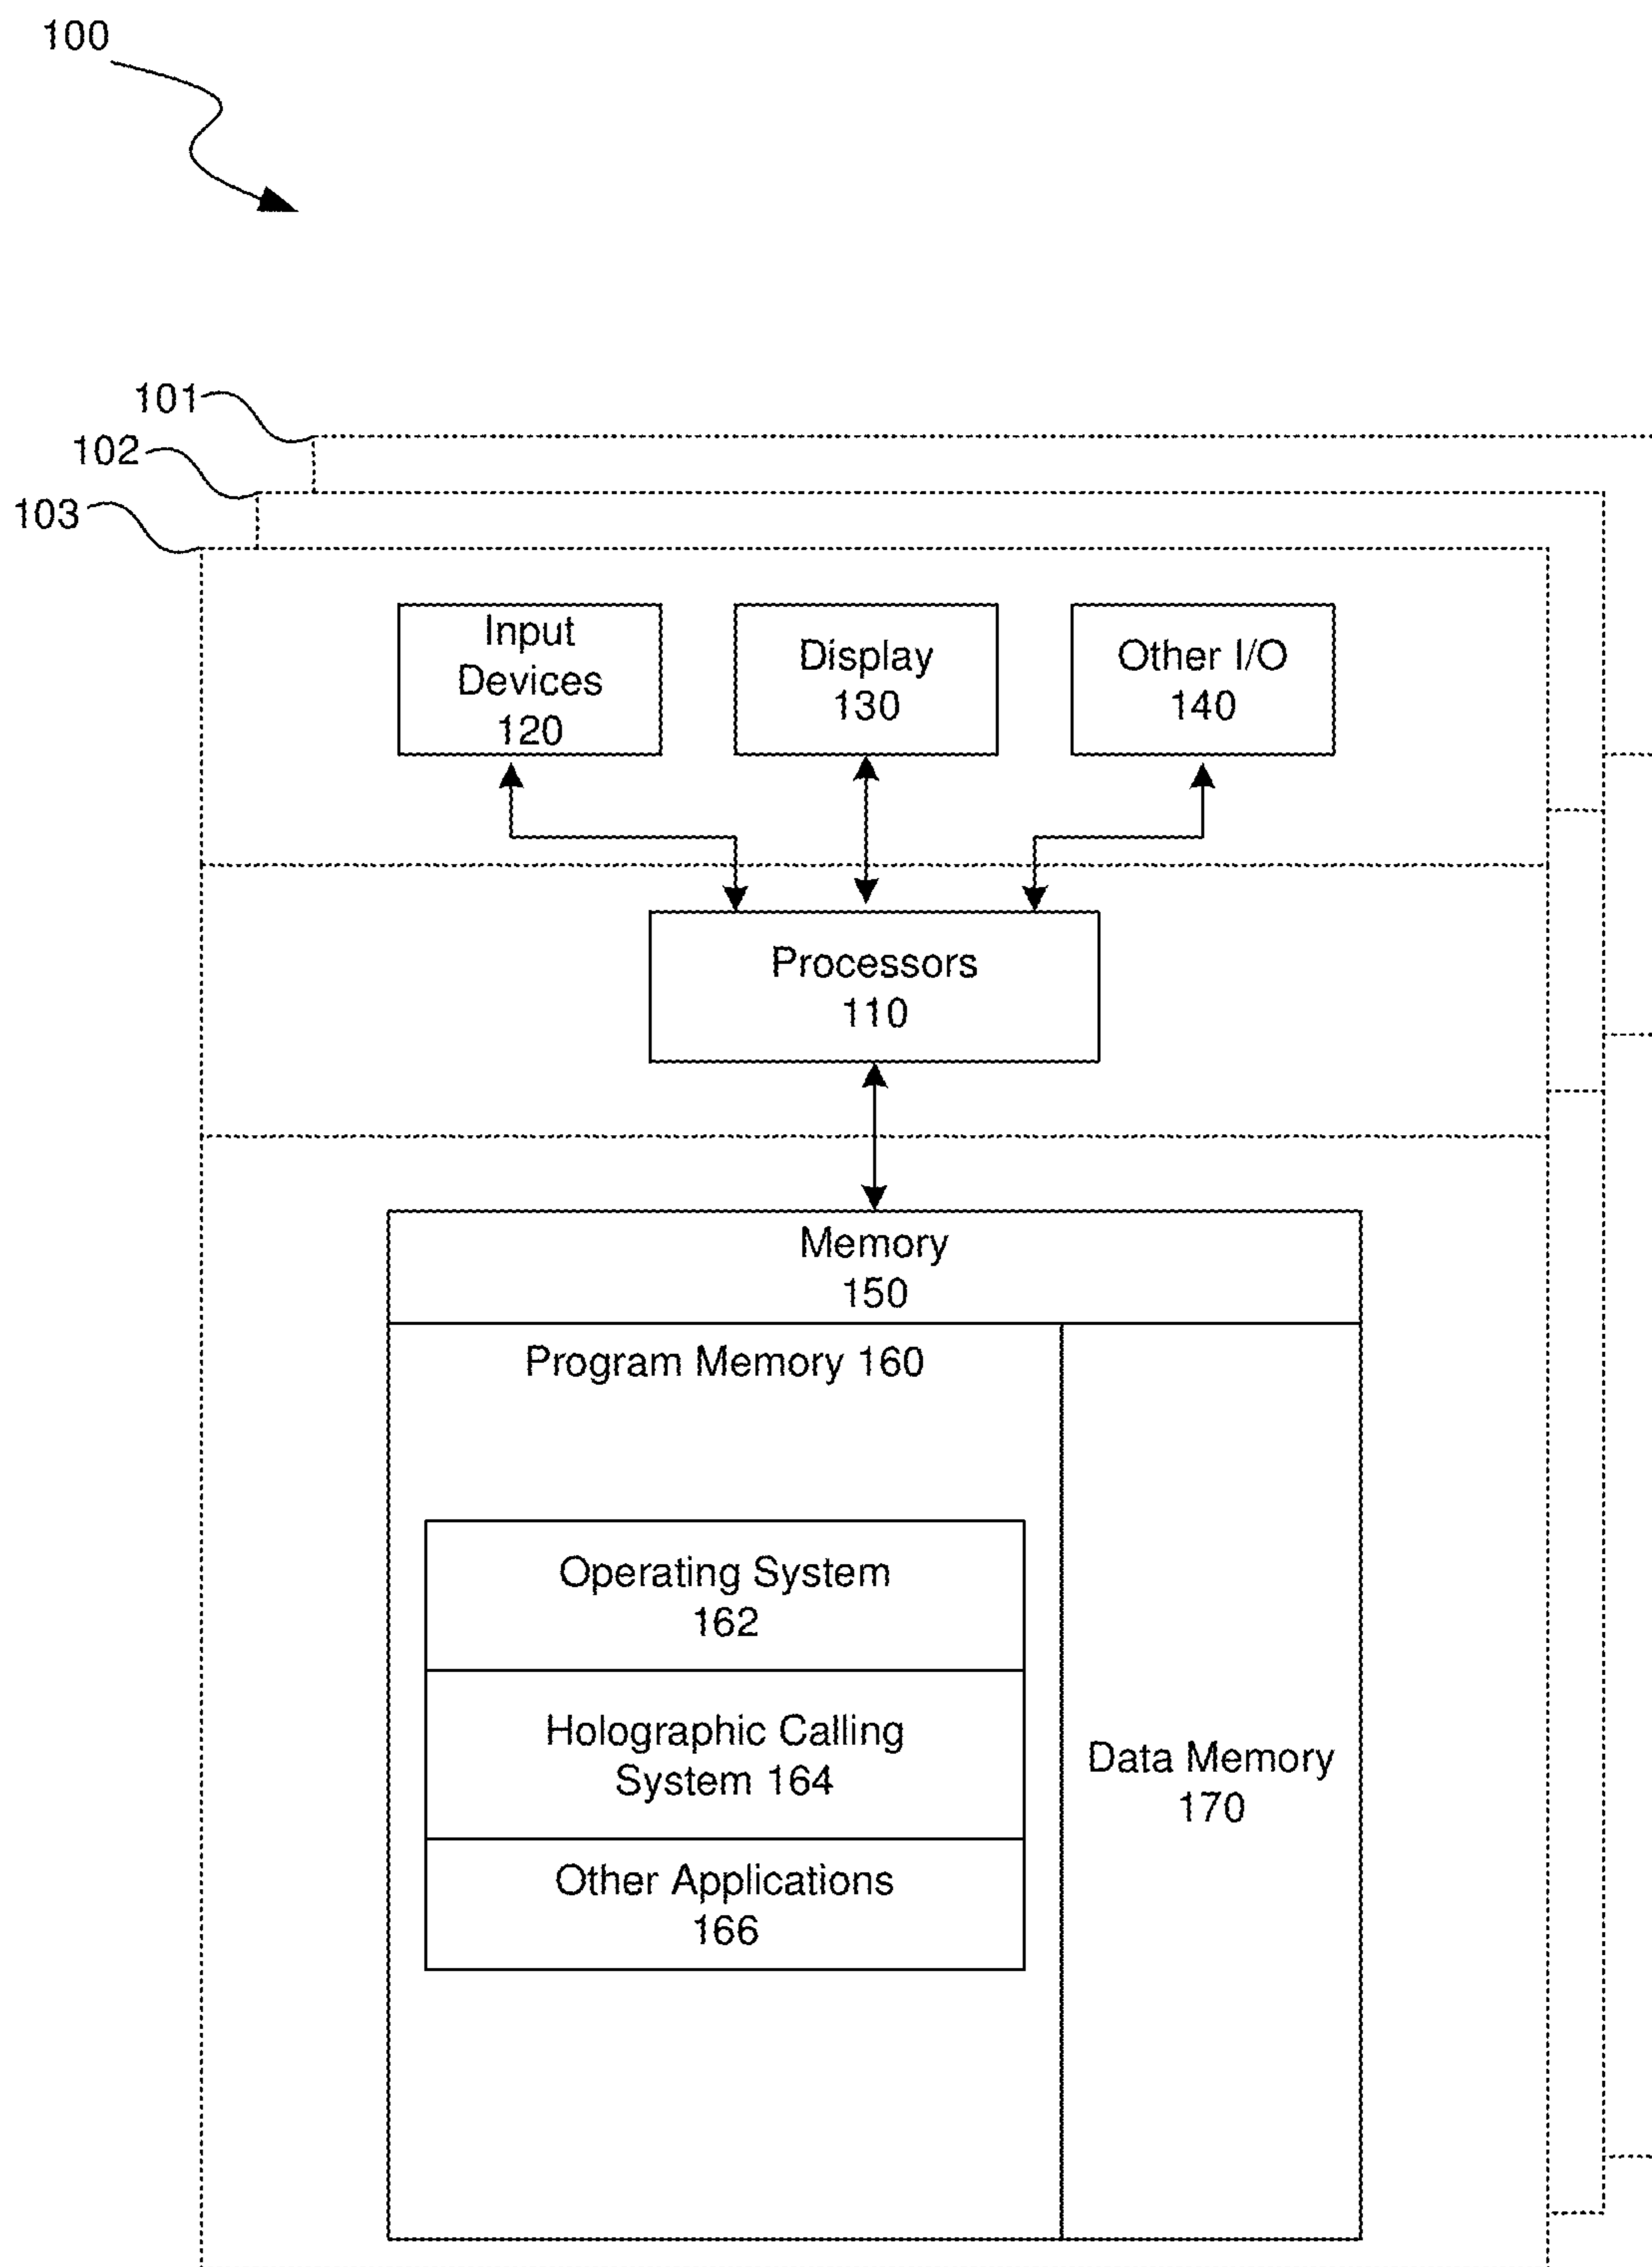 100
101
102
103
Input
Devices
120
Display
130
Other I/O
140
Processors
110
Memory
150
Program Memory 160
Operating System
162
Holographic Calling
System 164
Other Applications
166
Data Memory
170